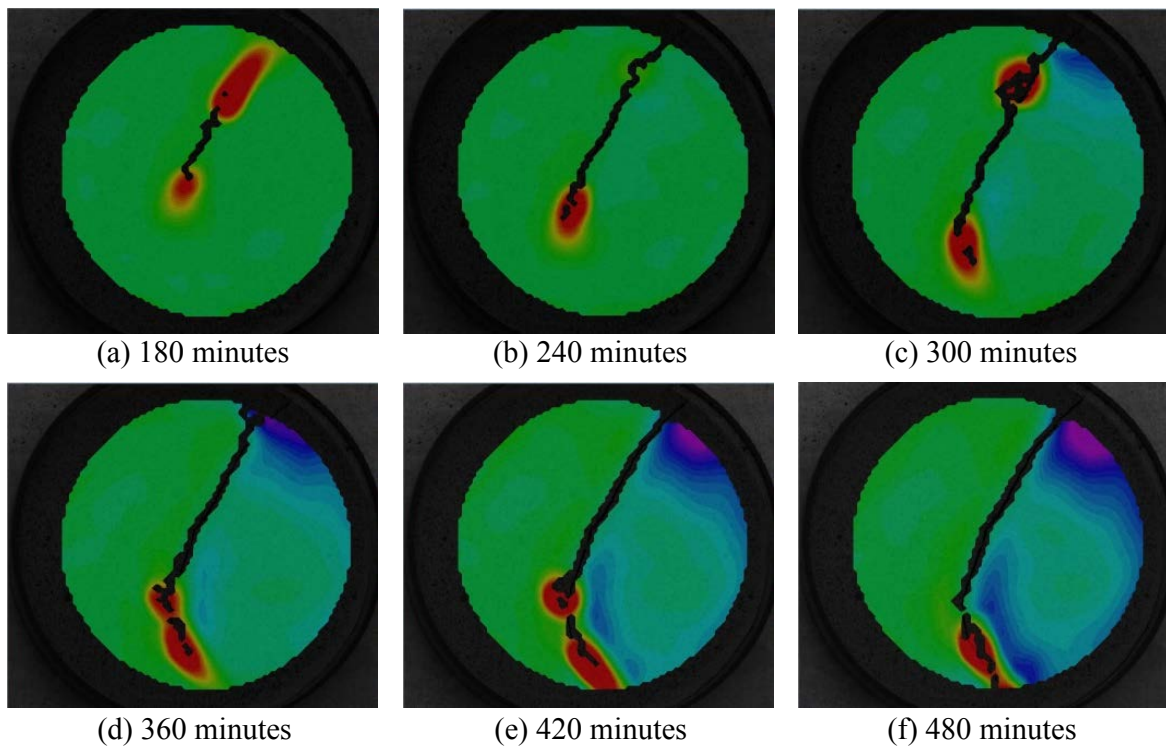 (a) 180 minutes
(b) 240 minutes
(c) 300 minutes
(d) 360 minutes
(e) 420 minutes
(f) 480 minutes